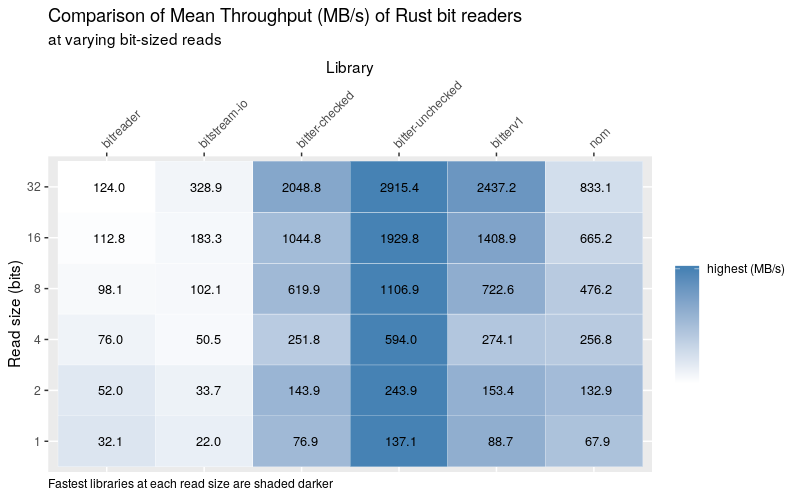 Comparison of Mean Throughput (MB/s) of Rust bit readers
at varying bit-sized reads
Library
bitreader bitstream-io bitter-checked bitter-unchecked bitterv1 nom
32 124.0 328.9 2048.8 2915.4 2437.2 833.1
16 112.8 183.3 1044.8 1929.8 1408.9 665.2
8 98.1 102.1 619.9 1106.9 722.6 476.2
4 76.0 50.5 251.8 594.0 274.1 256.8
2 52.0 33.7 143.9 243.9 153.4 132.9
1 32.1 22.0 76.9 137.1 88.7 67.9
Read size (bits)
highest (MB/s)
Fastest libraries at each read size are shaded darker